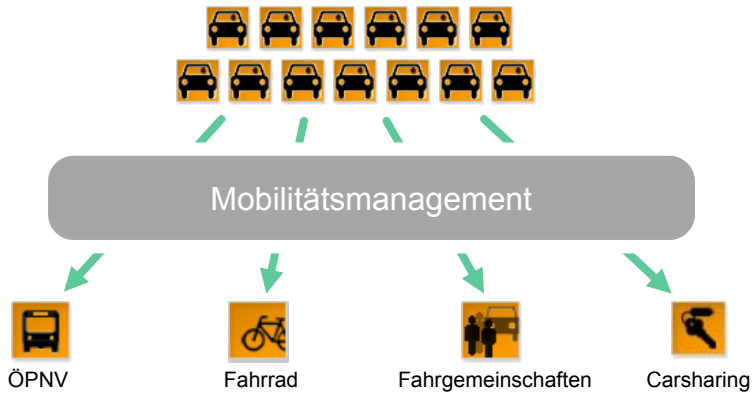 Mobilitätsmanagement
ÖPNV
Fahrrad
Fahrgemeinschaften
Carsharing